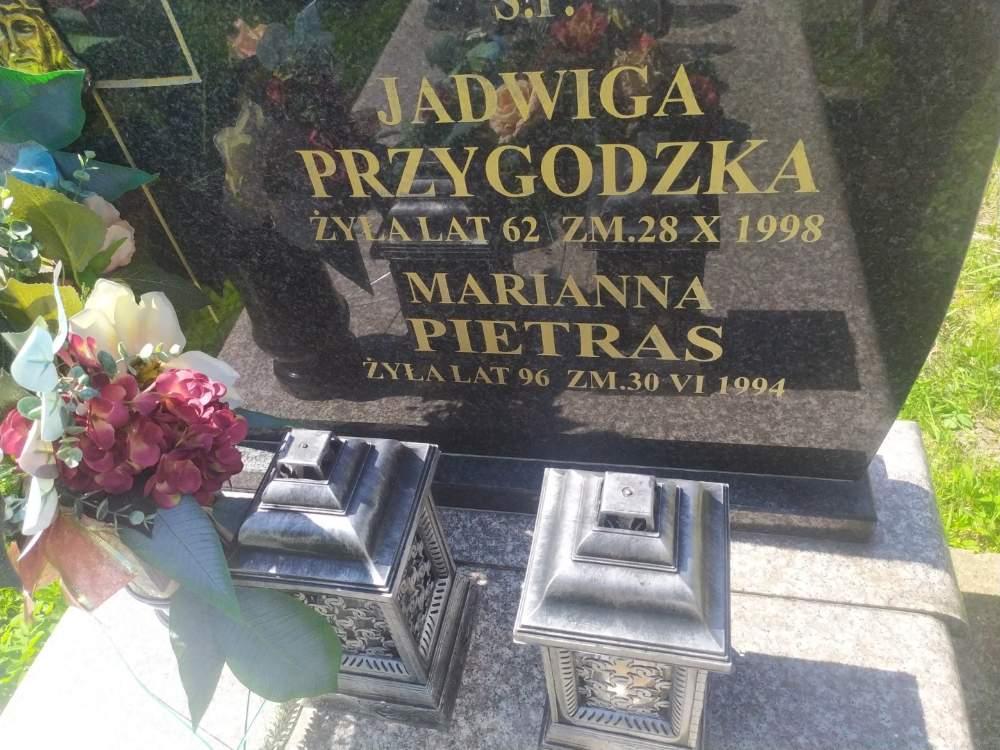 Ś.P.
JADWIGA
PRZYGODZKA
ŻYŁA LAT 62 ZM.28 X 1998
MARIANNA
PIETRAS
ŻYŁA LAT 96 ZM.30 VI 1994